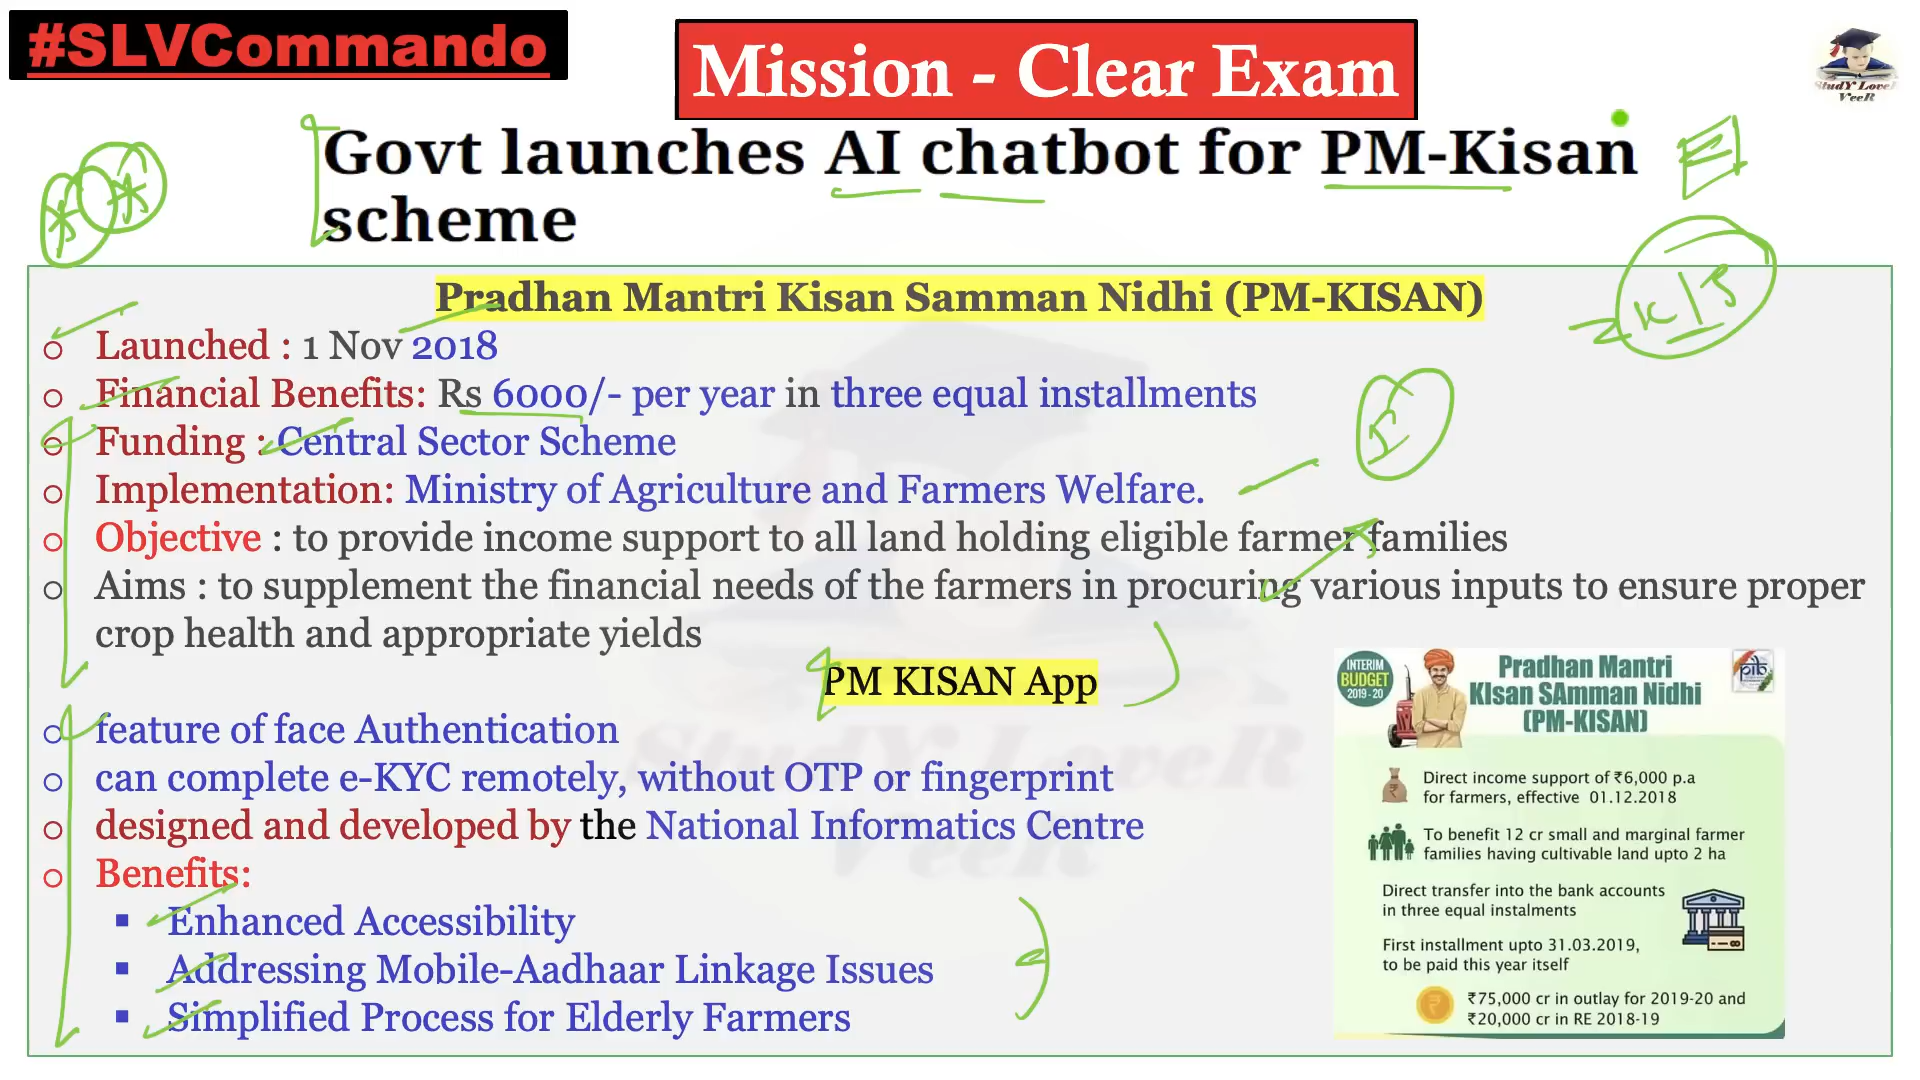 #SLVCommando
Mission - Clear Exam
StudY LoveR
VeeR
Govt launches AI chatbot for PM-Kisan
scheme
Pradhan Mantri Kisan Samman Nidhi (PM-KISAN)
Launched : 1 Nov 2018
Financial Benefits: Rs 6000/- per year in three equal installments
Funding : Central Sector Scheme
Implementation: Ministry of Agriculture and Farmers Welfare.
Objective : to provide income support to all land holding eligible farmer families
Aims : to supplement the financial needs of the farmers in procuring various inputs to ensure proper
crop health and appropriate yields
PM KISAN App
feature of face Authentication
can complete e-KYC remotely, without OTP or fingerprint
designed and developed by the National Informatics Centre
Benefits:
Enhanced Accessibility
Addressing Mobile-Aadhaar Linkage Issues
Simplified Process for Elderly Farmers
StudY LoveR
VeeR
INTERIM
BUDGET
2019-20
Pradhan Mantri
KIsan SAmman Nidhi
(PM-KISAN)
pib
Direct income support of ₹6,000 p.a
for farmers, effective 01.12.2018
To benefit 12 cr small and marginal farmer
families having cultivable land upto 2 ha
Direct transfer into the bank accounts
in three equal instalments
First installment upto 31.03.2019,
to be paid this year itself
₹75,000 cr in outlay for 2019-20 and
₹20,000 cr in RE 2018-19